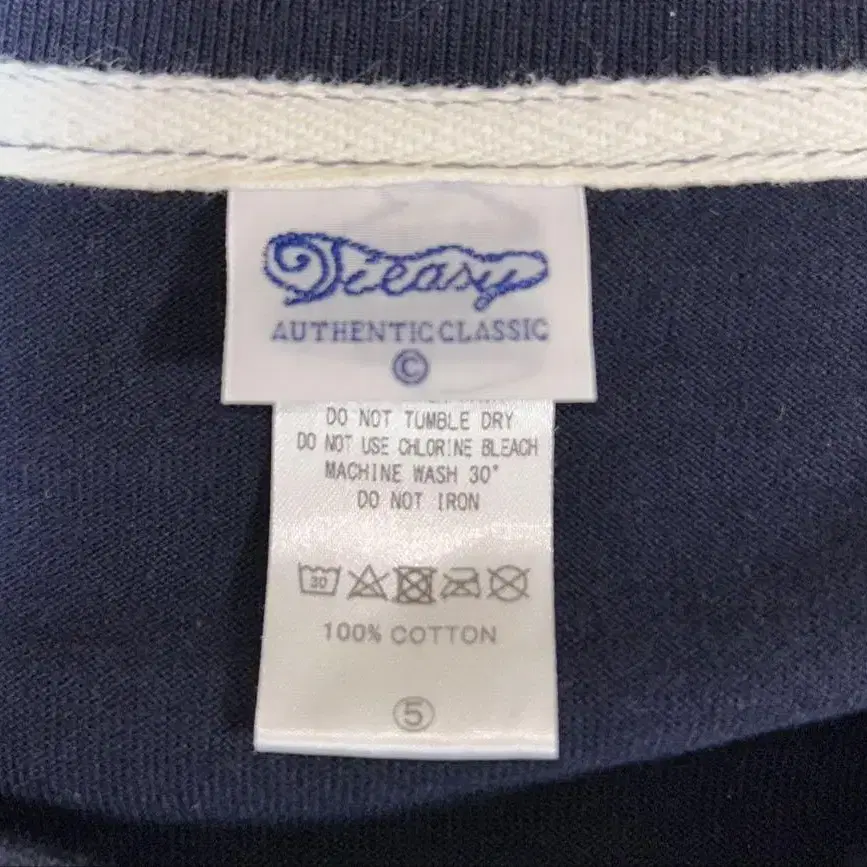 Tieasy
AUTHENTIC CLASSIC
©
DO NOT TUMBLE DRY
DO NOT USE CHLORINE BLEACH
MACHINE WASH 30°
DO NOT IRON
30
100% COTTON
⑤